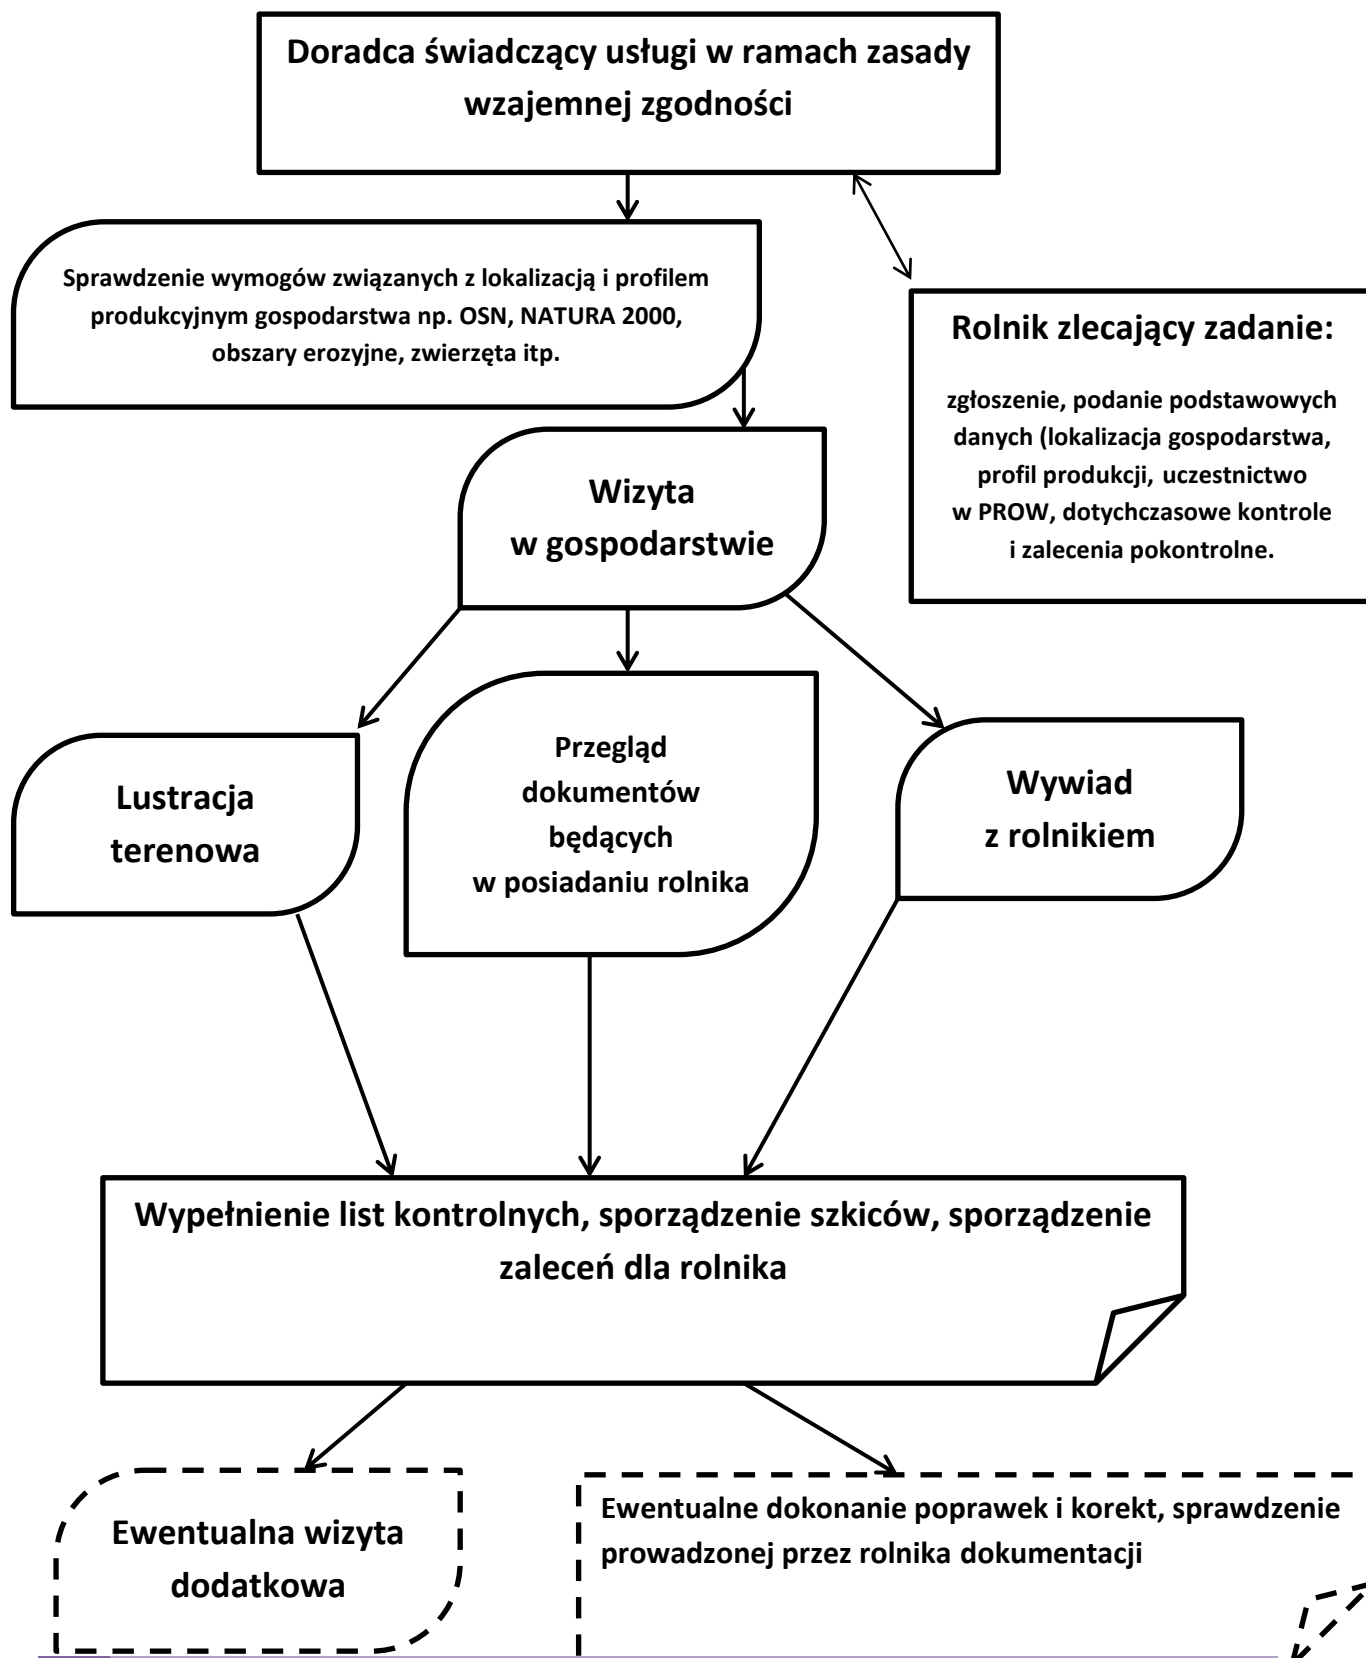 Doradca świadczący usługi w ramach zasady
wzajemnej zgodności
Sprawdzenie wymogów związanych z lokalizacją i profilem
produkcyjnym gospodarstwa np. OSN, NATURA 2000,
obszary erozyjne, zwierzęta itp.
Rolnik zlecający zadanie:
zgłoszenie, podanie podstawowych
danych (lokalizacja gospodarstwa,
profil produkcji, uczestnictwo
w PROW, dotychczasowe kontrole
i zalecenia pokontrolne.
Wizyta
w gospodarstwie
Lustracja
terenowa
Przegląd
dokumentów
będących
w posiadaniu rolnika
Wywiad
z rolnikiem
Wypełnienie list kontrolnych, sporządzenie szkiców, sporządzenie
zaleceń dla rolnika
Ewentualna wizyta
dodatkowa
Ewentualne dokonanie poprawek i korekt, sprawdzenie
prowadzonej przez rolnika dokumentacji